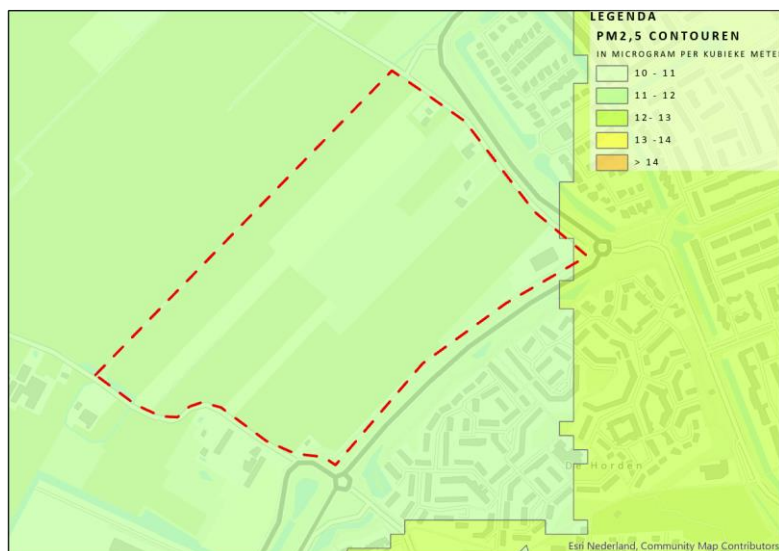 LEGENDA
PM2,5 CONTOUREN
IN MICROGRAM PER KUBIEKE METE
10 - 11
11 - 12
12- 13
13 -14
> 14
De Horden
Esri Nederland, Community Map Contributors